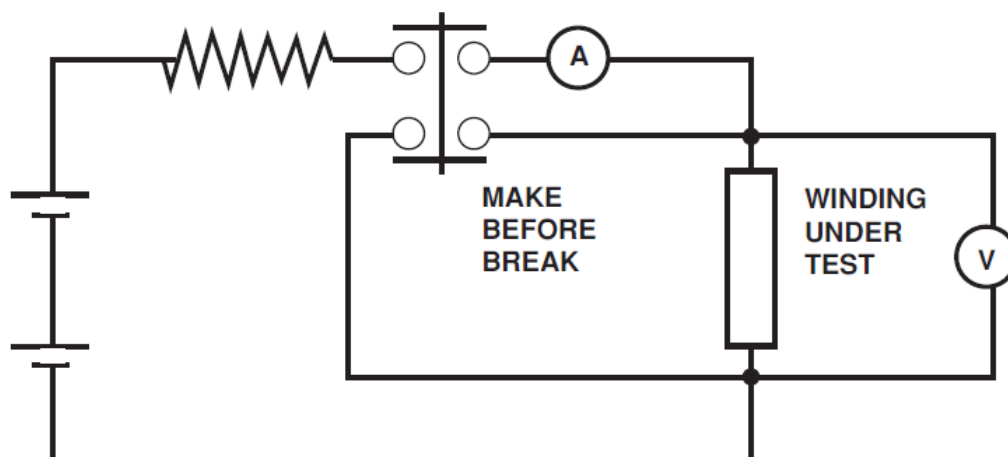 A
MAKE
BEFORE
BREAK
WINDING
UNDER
TEST
V